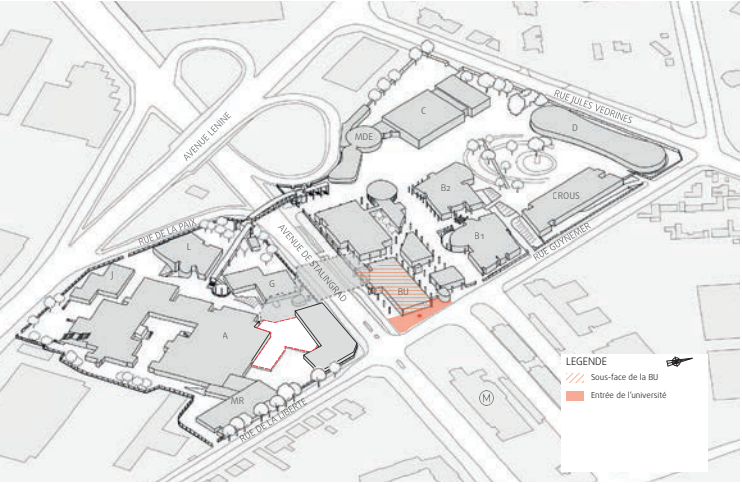 RUE JULES VEDRINES
C
D
AVENUE LENINE
MDE
B2
CROUS
RUE DE LA PAIX
L
AVENUE DE STALINGRAD
B1
RUE GUYNEMER
J
G
BU
A
MR
RUE DE LA LIBERTE
M
LEGENDE
Sous-face de la BU
Entrée de l'université